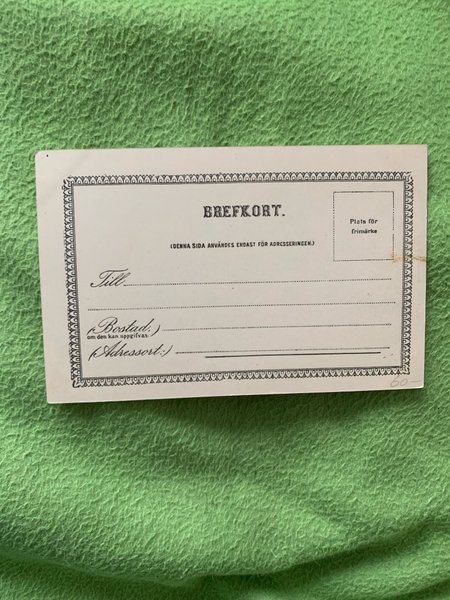 BREFKORT.
Plats för
frimärke
(DENNA SIDA ANVÄNDES ENDAST FÖR ADRESSERINGEN.)
Till
(Bostad.)
om den kan uppgifvas
(Adressort:)
60-